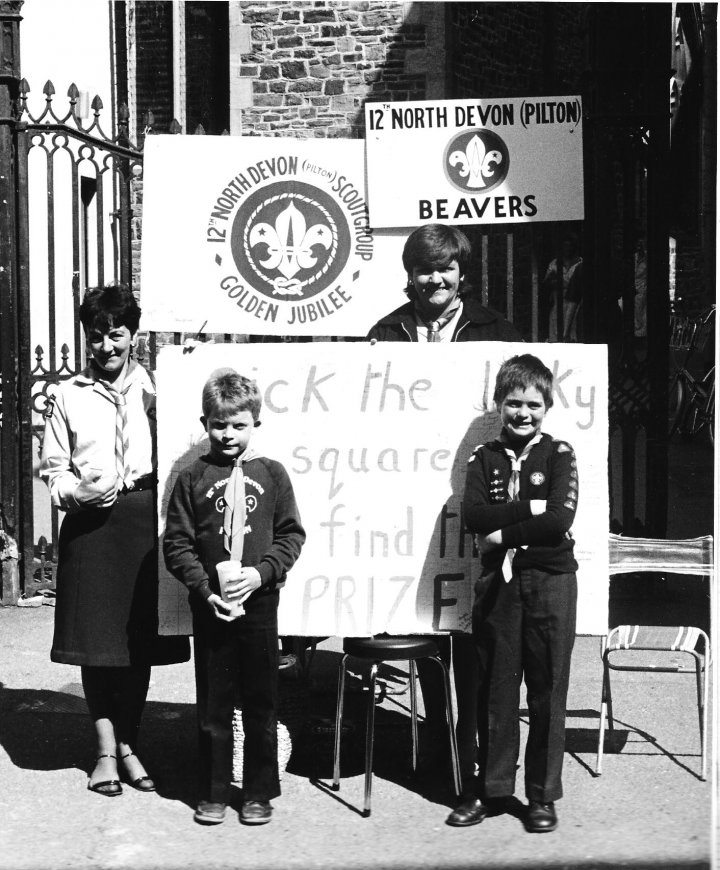 12TH NORTH DEVON (PILTON)
BEAVERS
12TH NORTH DEVON (PILTON) SCOUT GROUP
GOLDEN JUBILEE
ick the l ky
square
find th
PRIZE